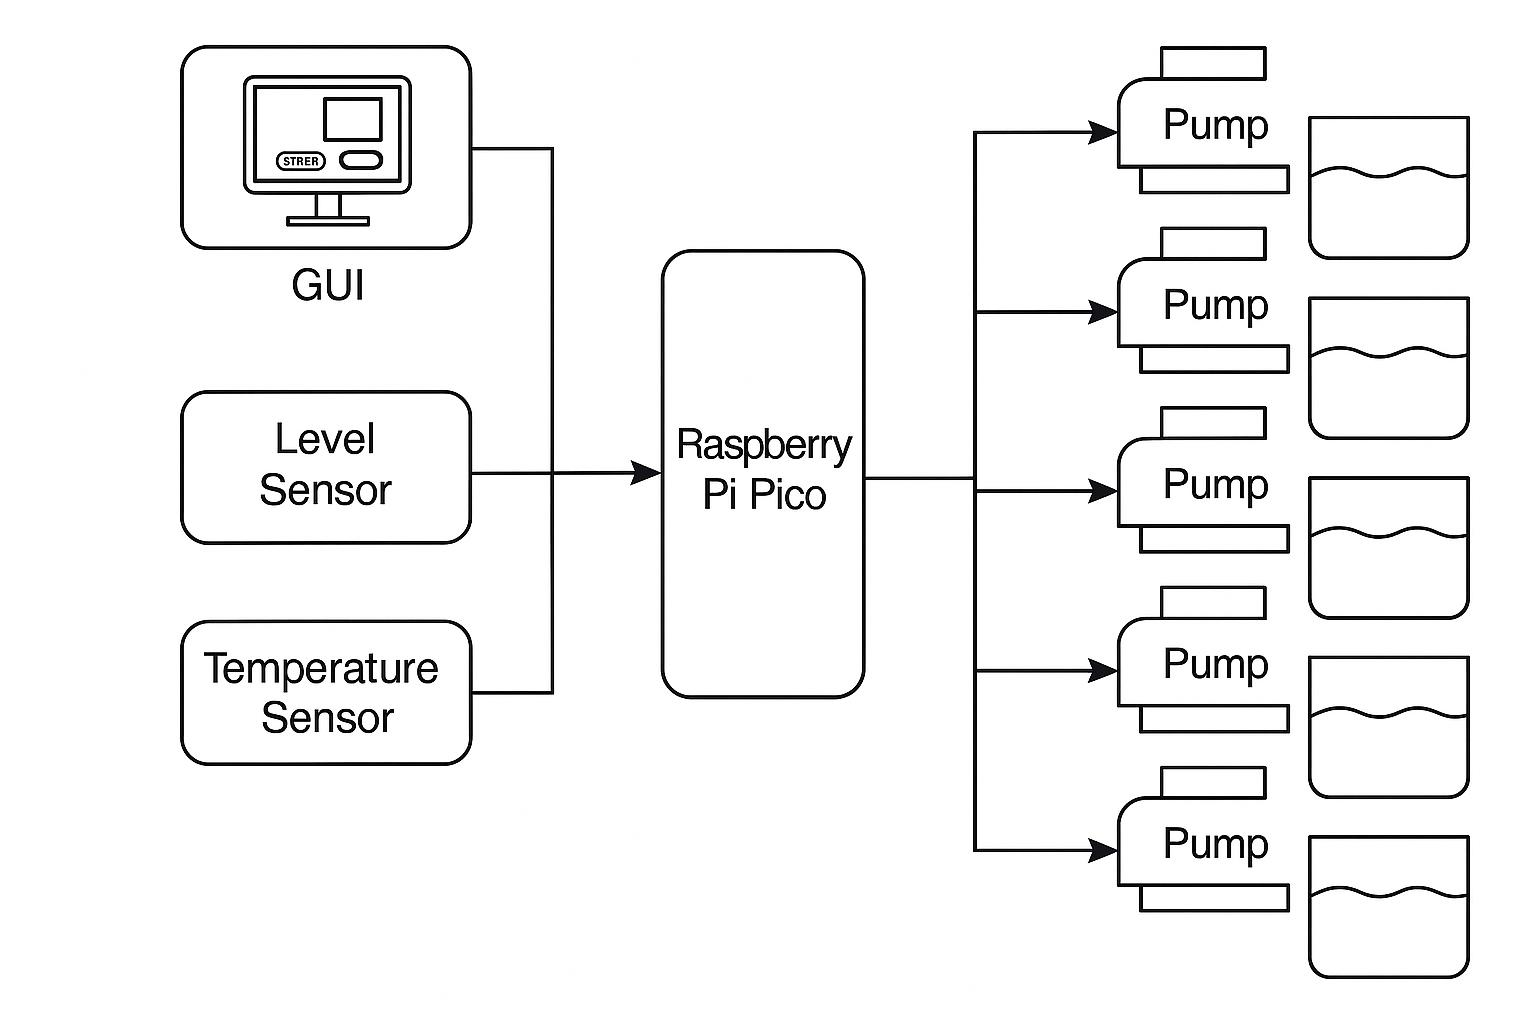 STRER
GUI
Level
Sensor
Temperature
Sensor
Raspberry
Pi Pico
Pump
Pump
Pump
Pump
Pump